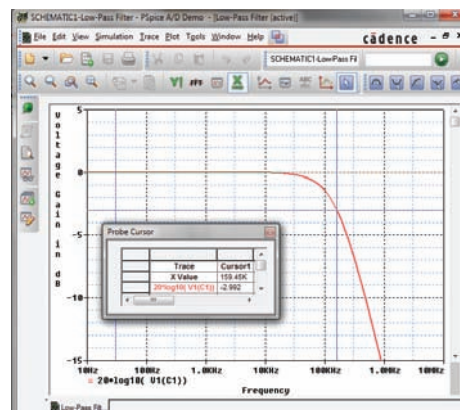 SCHEMATIC1-Low-Pass Filter - PSpice A/D Demo - [Low-Pass Filter (active)]
File Edit View Simulation Trace Plot Tools Window Help
cādence
SCHEMATIC1-Low-Pass Fil
Voltage Gain in dB
5
0
-5
-10
-15
Probe Cursor
Trace Cursor1
X Value 159.45K
20*log10( V1(C1)) -2.992
10Hz 100Hz 1.0KHz 10KHz 100KHz 1.0MHz
20*log10( V1(C1))
Frequency
Low-Pass Filt